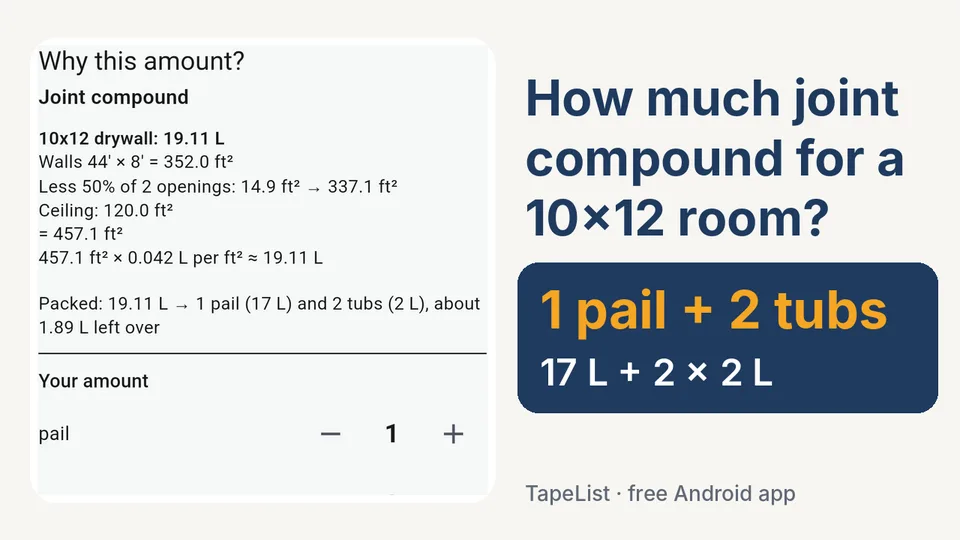 Why this amount?
Joint compound
10x12 drywall: 19.11 L
Walls 44' × 8' = 352.0 ft²
Less 50% of 2 openings: 14.9 ft² → 337.1 ft²
Ceiling: 120.0 ft²
= 457.1 ft²
457.1 ft² × 0.042 L per ft² ≈ 19.11 L
Packed: 19.11 L → 1 pail (17 L) and 2 tubs (2 L), about
1.89 L left over
Your amount
pail − 1 +
How much joint
compound for a
10×12 room?
1 pail + 2 tubs
17 L + 2 × 2 L
TapeList · free Android app